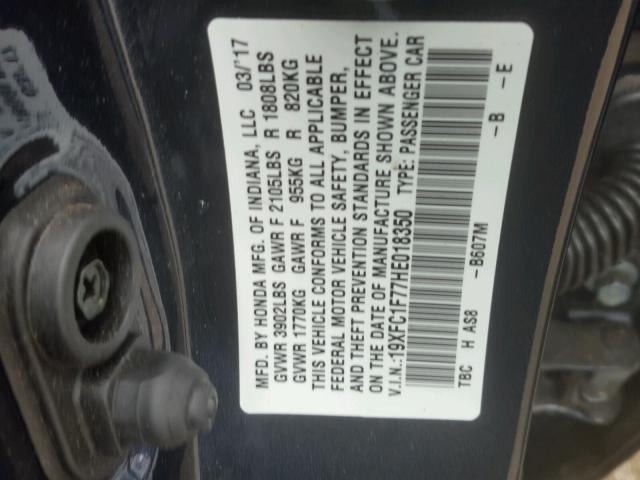 MFD. BY HONDA MFG. OF INDIANA, LLC 03/'17
GVWR 3902LBS GAWR F 2105LBS R 1808LBS
GVWR 1770KG GAWR F 955KG R 820KG
THIS VEHICLE CONFORMS TO ALL APPLICABLE
FEDERAL MOTOR VEHICLE SAFETY, BUMPER,
AND THEFT PREVENTION STANDARDS IN EFFECT
ON THE DATE OF MANUFACTURE SHOWN ABOVE.
V.I.N.:19XFC1F77HE018350 TYPE: PASSENGER CAR
TBC H AS8 -B607M -B -E